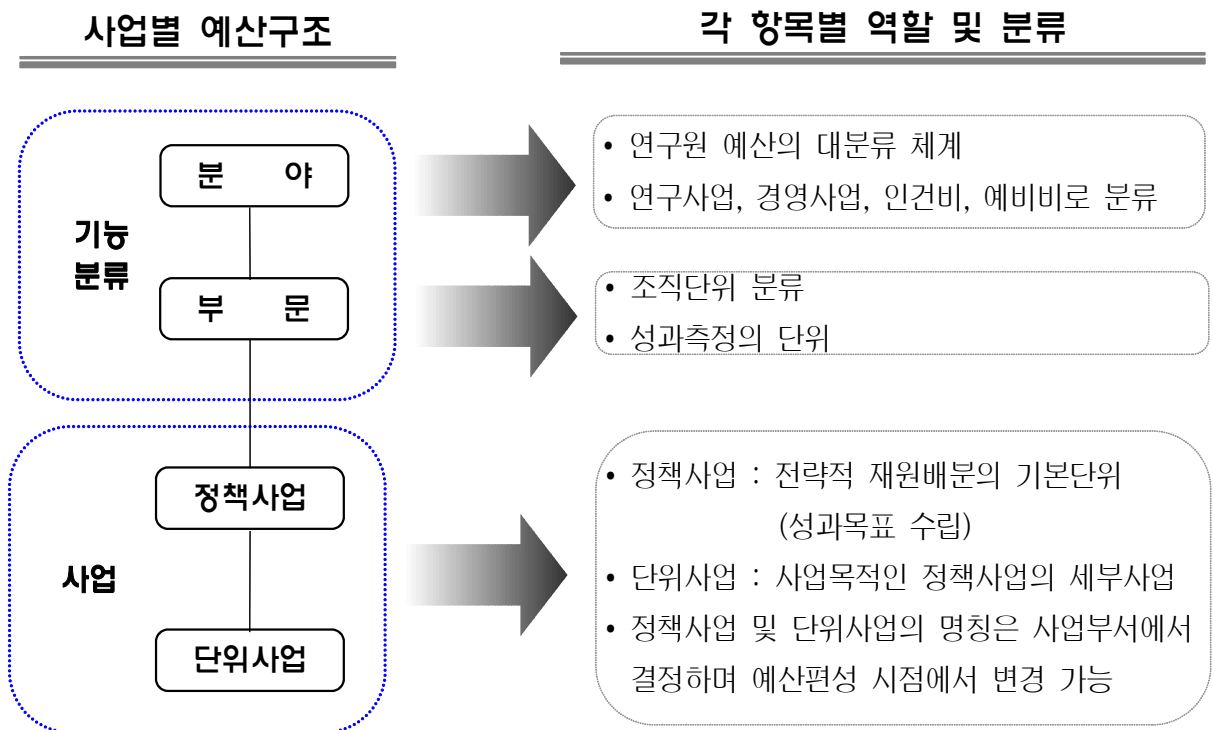 사업별 예산구조
각 항목별 역할 및 분류
기능
분류
분 야
• 연구원 예산의 대분류 체계
• 연구사업, 경영사업, 인건비, 예비비로 분류
부 문
• 조직단위 분류
• 성과측정의 단위
사업
정책사업
단위사업
• 정책사업 : 전략적 재원배분의 기본단위
(성과목표 수립)
• 단위사업 : 사업목적인 정책사업의 세부사업
• 정책사업 및 단위사업의 명칭은 사업부서에서
결정하며 예산편성 시점에서 변경 가능